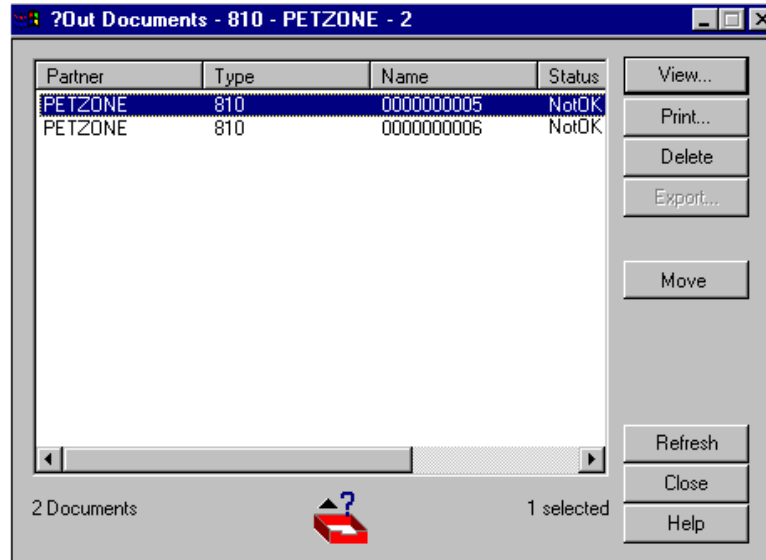 ?Out Documents - 810 - PETZONE - 2
Partner Type Name Status
PETZONE 810 0000000005 NotOK
PETZONE 810 0000000006 NotOK
View...
Print...
Delete
Export...
Move
Refresh
Close
Help
2 Documents ? 1 selected